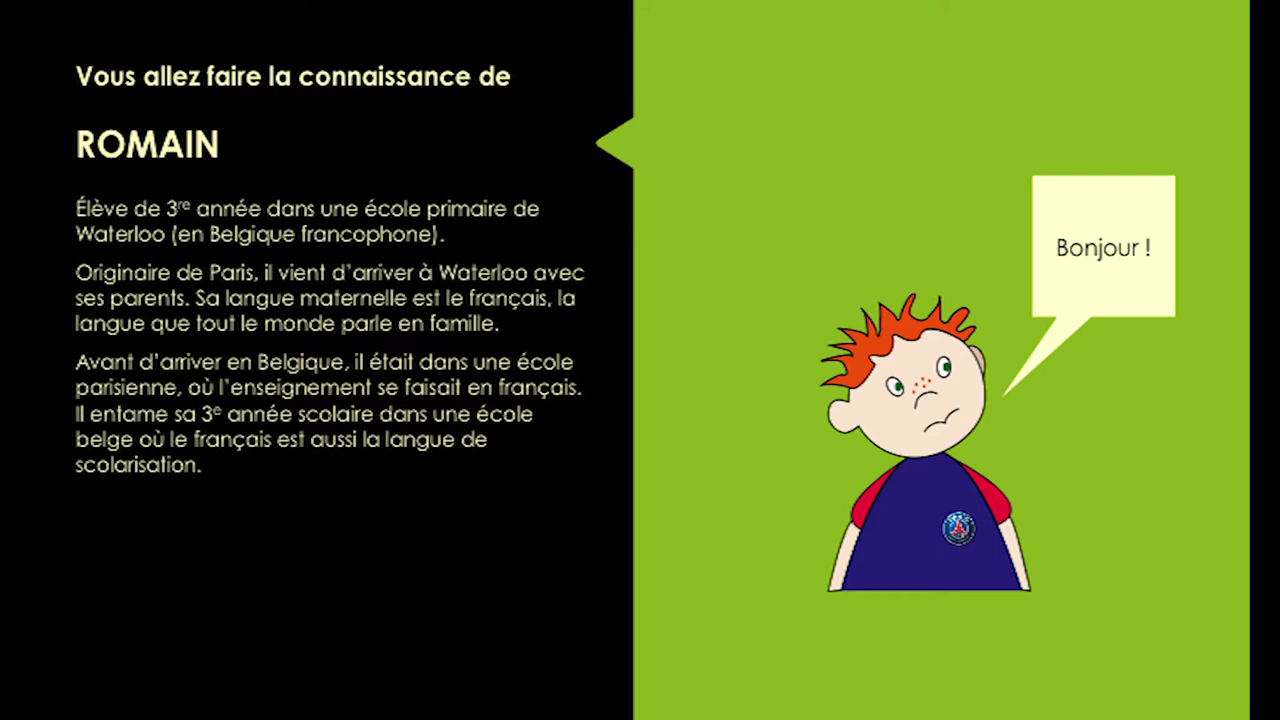 Vous allez faire la connaissance de
ROMAIN
Élève de 3re année dans une école primaire de
Waterloo (en Belgique francophone).
Originaire de Paris, il vient d’arriver à Waterloo avec
ses parents. Sa langue maternelle est le français, la
langue que tout le monde parle en famille.
Avant d’arriver en Belgique, il était dans une école
parisienne, où l’enseignement se faisait en français.
Il entame sa 3e année scolaire dans une école
belge où le français est aussi la langue de
scolarisation.
Bonjour !